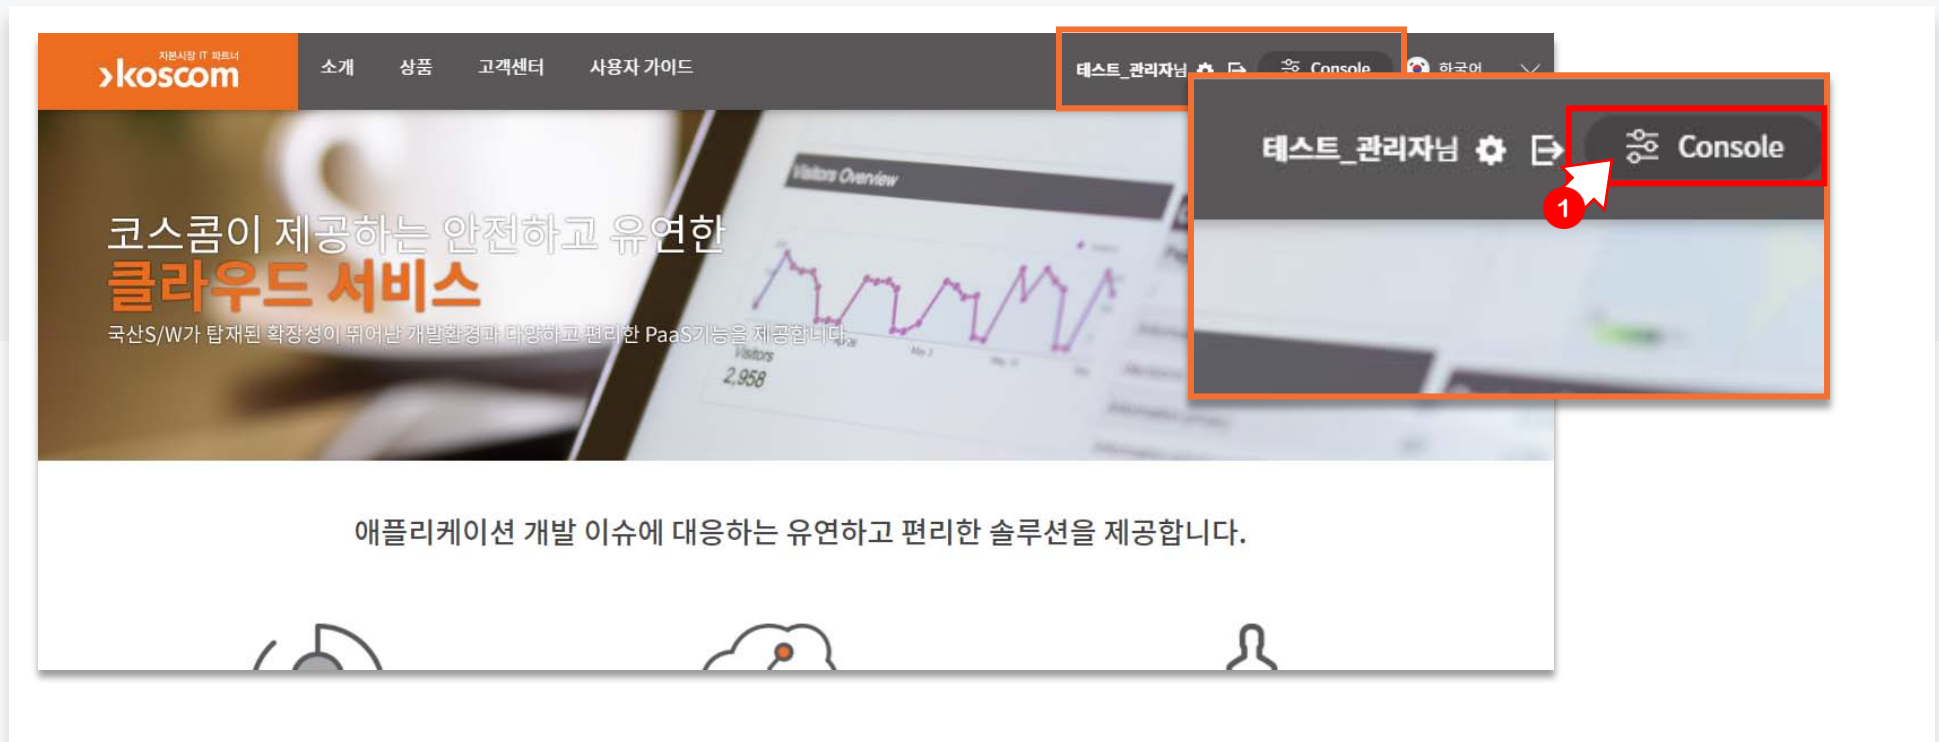 자본시장 IT 파트너
koscom
소개 상품 고객센터 사용자 가이드
테스트_관리자님 Console 한국어
테스트_관리자님 Console
1
코스콤이 제공하는 안전하고 유연한
클라우드 서비스
국산S/W가 탑재된 확장성이 뛰어난 개발환경과 다양하고 편리한 PaaS기능을 제공합니다.
Visitors Overview
May 7
Visitors
2,958
애플리케이션 개발 이슈에 대응하는 유연하고 편리한 솔루션을 제공합니다.